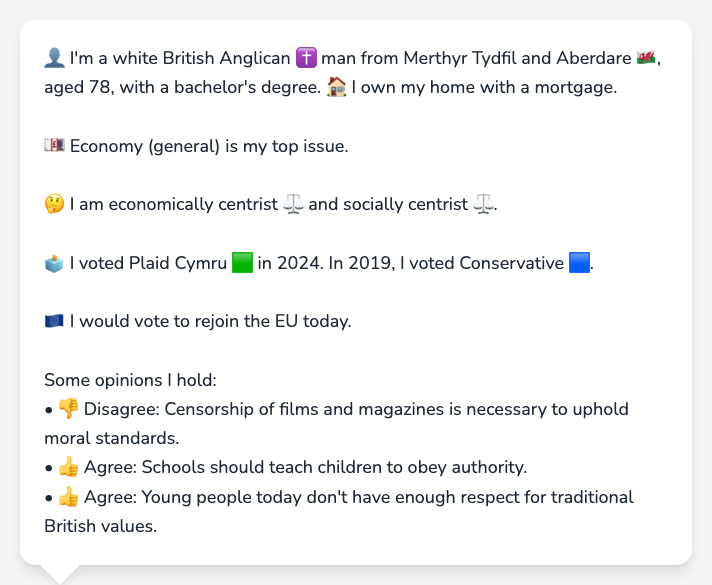 👤 I'm a white British Anglican ✝️ man from Merthyr Tydfil and Aberdare 🏴󠁧󠁢󠁷󠁬󠁳󠁿,
aged 78, with a bachelor's degree. 🏠 I own my home with a mortgage.
💷 Economy (general) is my top issue.
🤔 I am economically centrist ⚖️ and socially centrist ⚖️.
🗳️ I voted Plaid Cymru 🟩 in 2024. In 2019, I voted Conservative 🟦.
🇪🇺 I would vote to rejoin the EU today.
Some opinions I hold:
• 👎 Disagree: Censorship of films and magazines is necessary to uphold
moral standards.
• 👍 Agree: Schools should teach children to obey authority.
• 👍 Agree: Young people today don't have enough respect for traditional
British values.